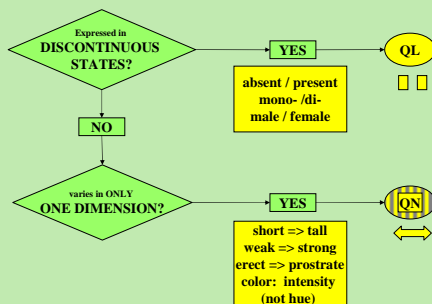 Expressed in
DISCONTINUOUS
STATES?
YES
QL
absent / present
mono- /di-
male / female
NO
varies in ONLY
ONE DIMENSION?
YES
QN
short => tall
weak => strong
erect => prostrate
color: intensity
(not hue)